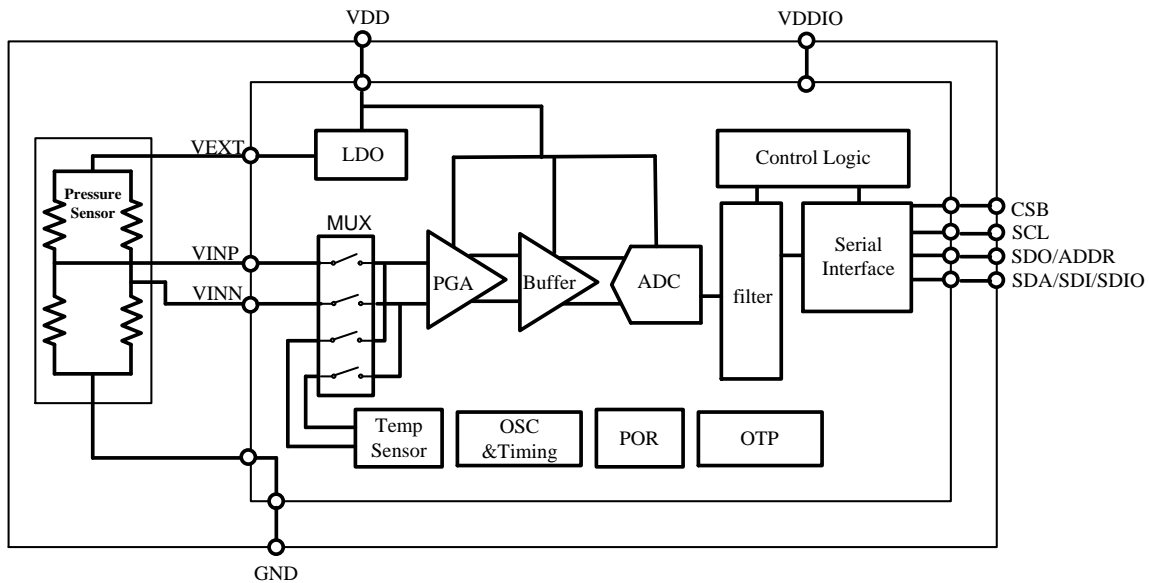 VDD
VDDIO
VEXT
LDO
Control Logic
Pressure
Sensor
MUX
CSB
SCL
SDO/ADDR
SDA/SDI/SDIO
Serial
Interface
VINP
VINN
PGA
Buffer
ADC
filter
Temp
Sensor
OSC
&Timing
POR
OTP
GND